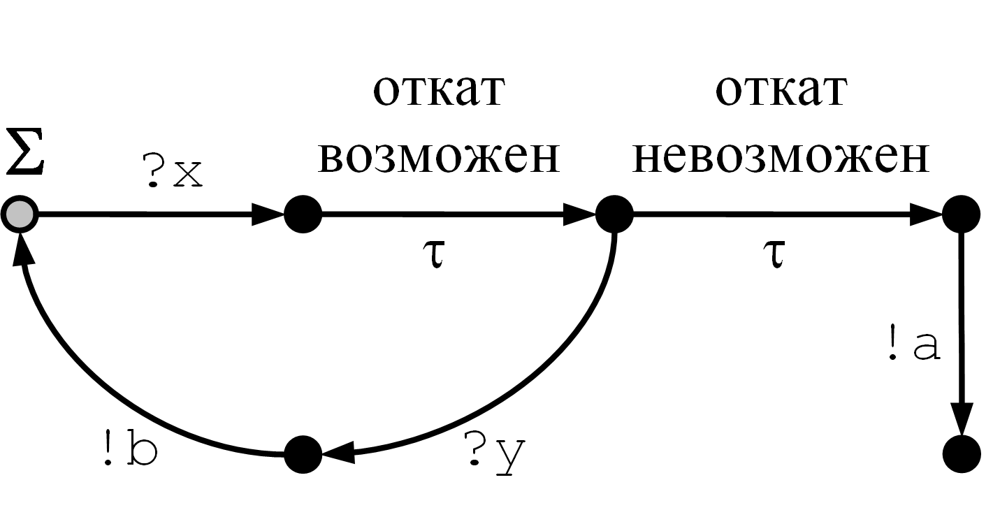 откат
возможен
откат
невозможен
Σ
?x
τ
τ
!a
!b
?y